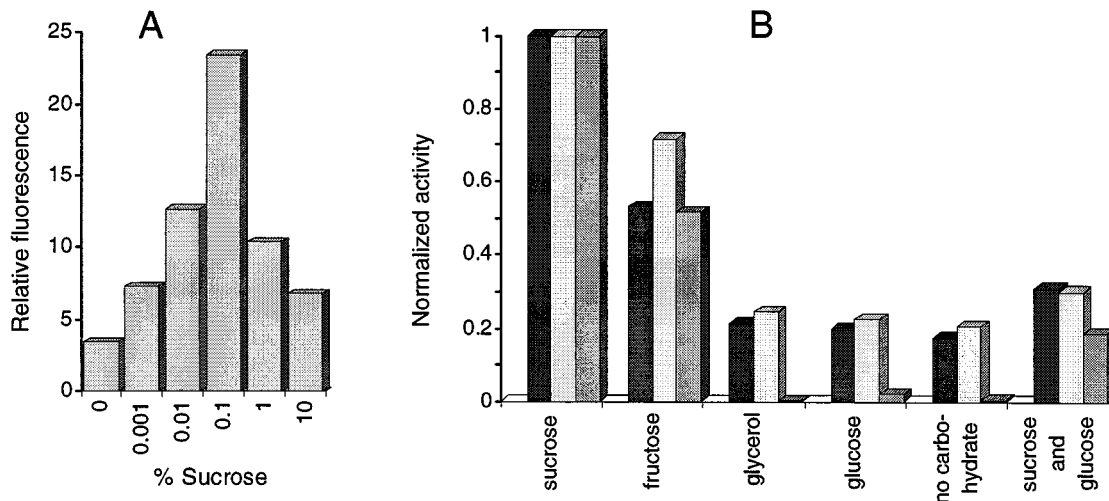 A
Relative fluorescence
25
20
15
10
5
0
0
0.001
0.01
0.1
1
10
% Sucrose
B
Normalized activity
1
0.8
0.6
0.4
0.2
0
sucrose
fructose
glycerol
glucose
no carbo-
hydrate
sucrose
and
glucose